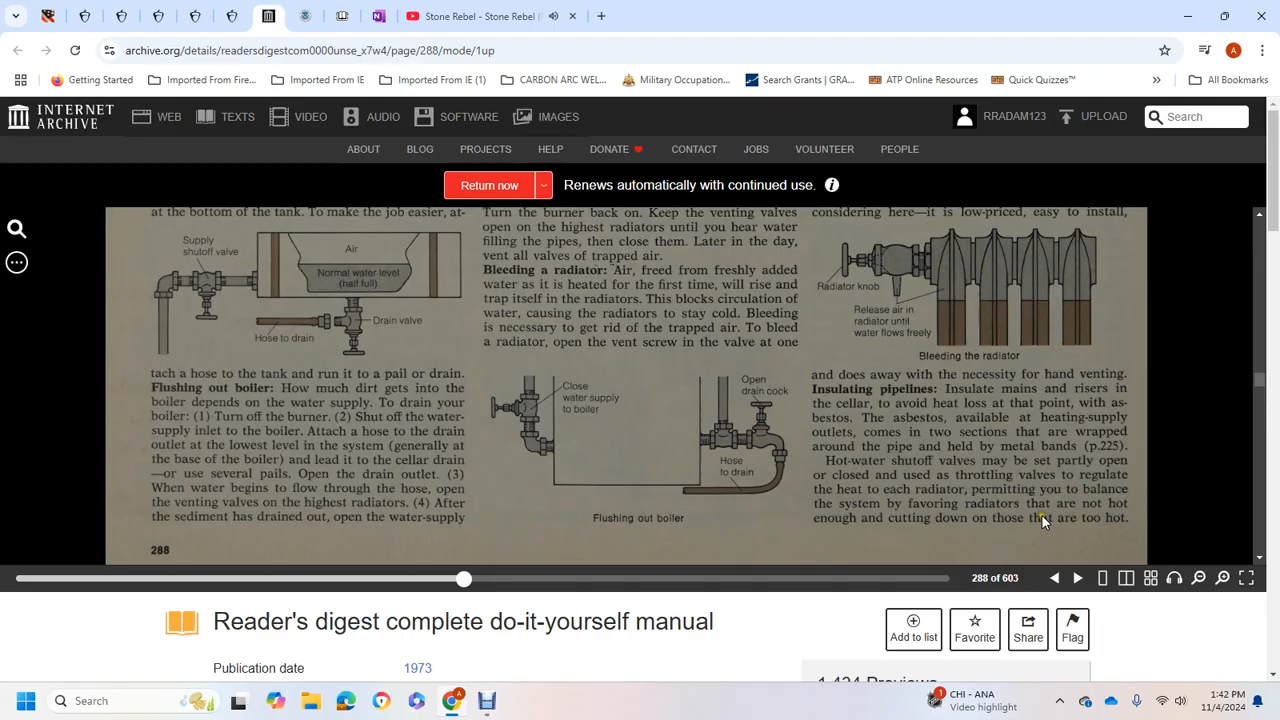 Stone Rebel - Stone Rebel (
archive.org/details/readersdigestcom0000unse_x7w4/page/288/mode/1up
A
Getting Started
Imported From Fire...
Imported From IE
Imported From IE (1)
CARBON ARC WEL...
Military Occupation...
Search Grants | GRA...
ATP Online Resources
Quick Quizzes™
»
All Bookmarks
INTERNET ARCHIVE
WEB
TEXTS
VIDEO
AUDIO
SOFTWARE
IMAGES
RRADAM123
UPLOAD
Search
ABOUT
BLOG
PROJECTS
HELP
DONATE
CONTACT
JOBS
VOLUNTEER
PEOPLE
Return now
Renews automatically with continued use.
at the bottom of the tank. To make the job easier, at-
Supply
shutoff valve
Air
Normal water level
(half full)
Drain valve
Hose to drain
tach a hose to the tank and run it to a pail or drain.
Flushing out boiler: How much dirt gets into the
boiler depends on the water supply. To drain your
boiler: (1) Turn off the burner. (2) Shut off the water-
supply inlet to the boiler. Attach a hose to the drain
outlet at the lowest level in the system (generally at
the base of the boiler) and lead it to the cellar drain
—or use several pails. Open the drain outlet. (3)
When water begins to flow through the hose, open
the venting valves on the highest radiators. (4) After
the sediment has drained out, open the water-supply
288
Turn the burner back on. Keep the venting valves
open on the highest radiators until you hear water
filling the pipes, then close them. Later in the day,
vent all valves of trapped air.
Bleeding a radiator: Air, freed from freshly added
water as it is heated for the first time, will rise and
trap itself in the radiators. This blocks circulation of
water, causing the radiators to stay cold. Bleeding
is necessary to get rid of the trapped air. To bleed
a radiator, open the vent screw in the valve at one
Close
water supply
to boiler
Open
drain cock
Hose
to drain
Flushing out boiler
considering here—it is low-priced, easy to install,
Radiator knob
Release air in
radiator until
water flows freely
Bleeding the radiator
and does away with the necessity for hand venting.
Insulating pipelines: Insulate mains and risers in
the cellar, to avoid heat loss at that point, with as-
bestos. The asbestos, available at heating-supply
outlets, comes in two sections that are wrapped
around the pipe and held by metal bands (p.225).
Hot-water shutoff valves may be set partly open
or closed and used as throttling valves to regulate
the heat to each radiator, permitting you to balance
the system by favoring radiators that are not hot
enough and cutting down on those that are too hot.
288 of 603
Reader's digest complete do-it-yourself manual
Add to list
Favorite
Share
Flag
Publication date
1973
Search
CHI - ANA
Video highlight
1:42 PM
11/4/2024